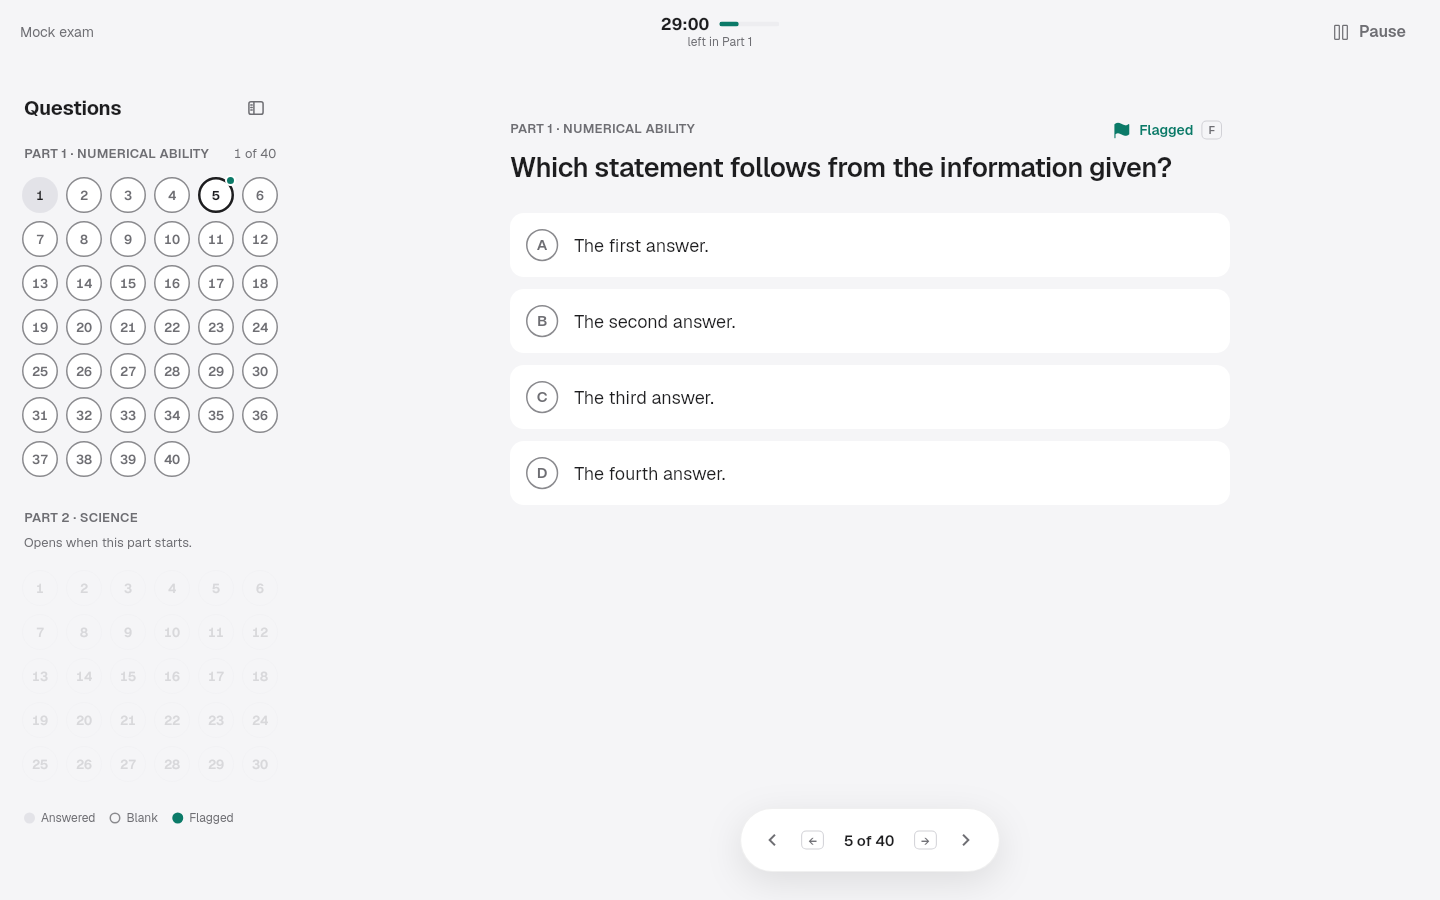 Mock exam
29:00
left in Part 1
Pause
Questions
PART 1 · NUMERICAL ABILITY 1 of 40
1 2 3 4 5 6
7 8 9 10 11 12
13 14 15 16 17 18
19 20 21 22 23 24
25 26 27 28 29 30
31 32 33 34 35 36
37 38 39 40
PART 2 · SCIENCE
Opens when this part starts.
1 2 3 4 5 6
7 8 9 10 11 12
13 14 15 16 17 18
19 20 21 22 23 24
25 26 27 28 29 30
Answered Blank Flagged
PART 1 · NUMERICAL ABILITY
Flagged F
Which statement follows from the information given?
A The first answer.
B The second answer.
C The third answer.
D The fourth answer.
← 5 of 40 →